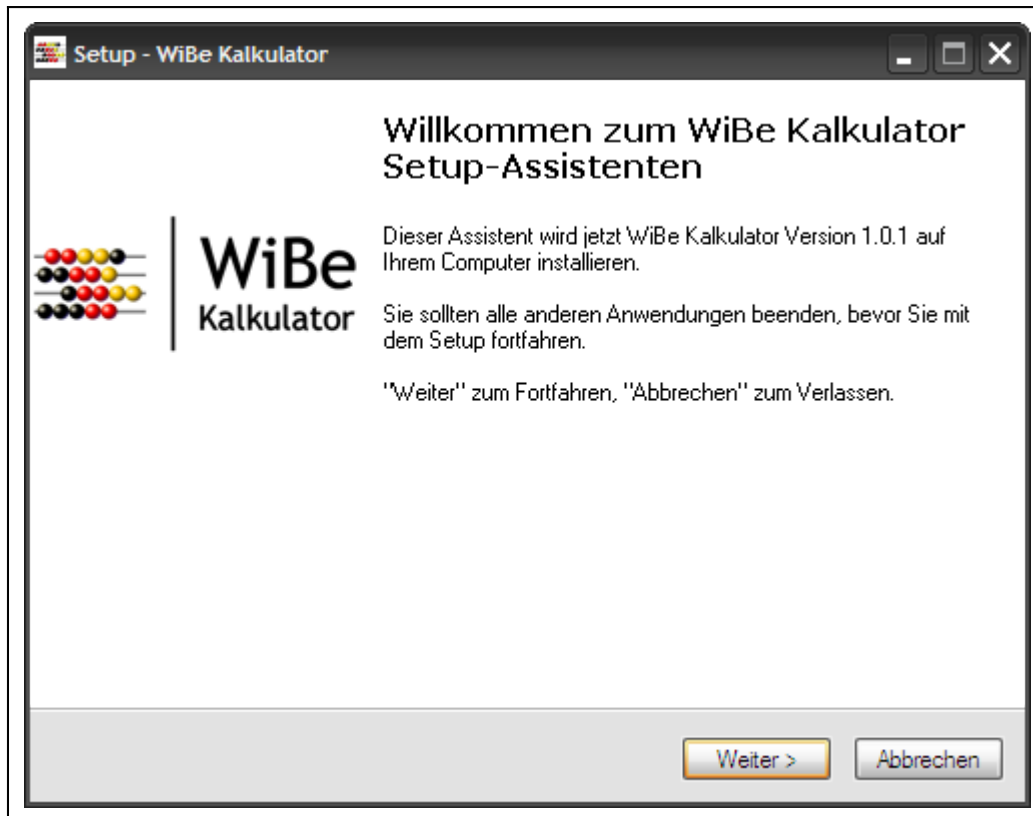 Setup - WiBe Kalkulator
Willkommen zum WiBe Kalkulator
Setup-Assistenten
WiBe
Kalkulator
Dieser Assistent wird jetzt WiBe Kalkulator Version 1.0.1 auf
Ihrem Computer installieren.
Sie sollten alle anderen Anwendungen beenden, bevor Sie mit
dem Setup fortfahren.
"Weiter" zum Fortfahren, "Abbrechen" zum Verlassen.
Weiter >
Abbrechen